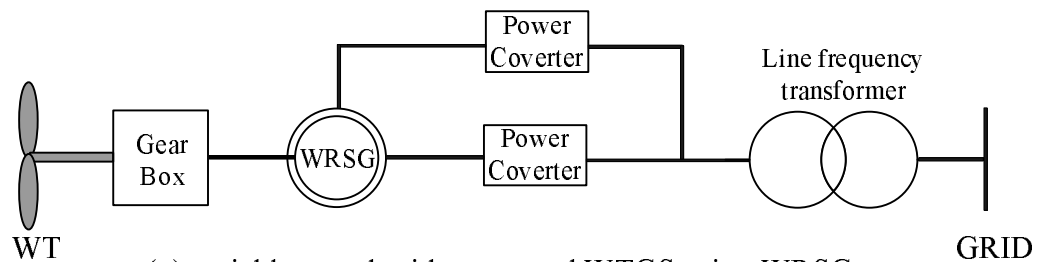 Power
Coverter
Line frequency
transformer
Gear
Box
WRSG
Power
Coverter
WT
GRID